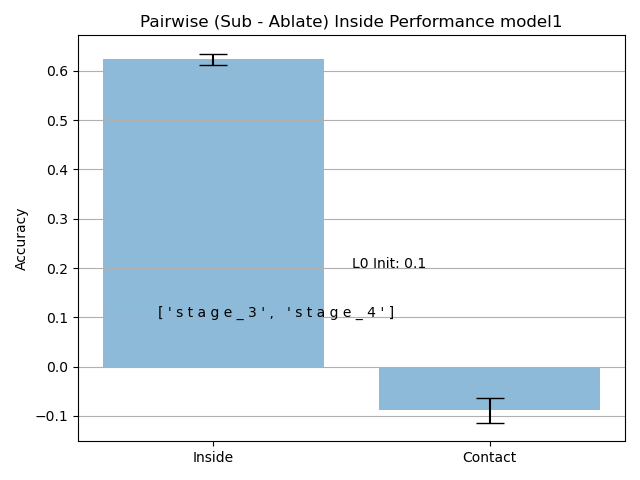 Pairwise (Sub - Ablate) Inside Performance model1
Accuracy
0.6
0.5
0.4
0.3
0.2
0.1
0.0
−0.1
L0 Init: 0.1
['stage_3', 'stage_4']
Inside
Contact